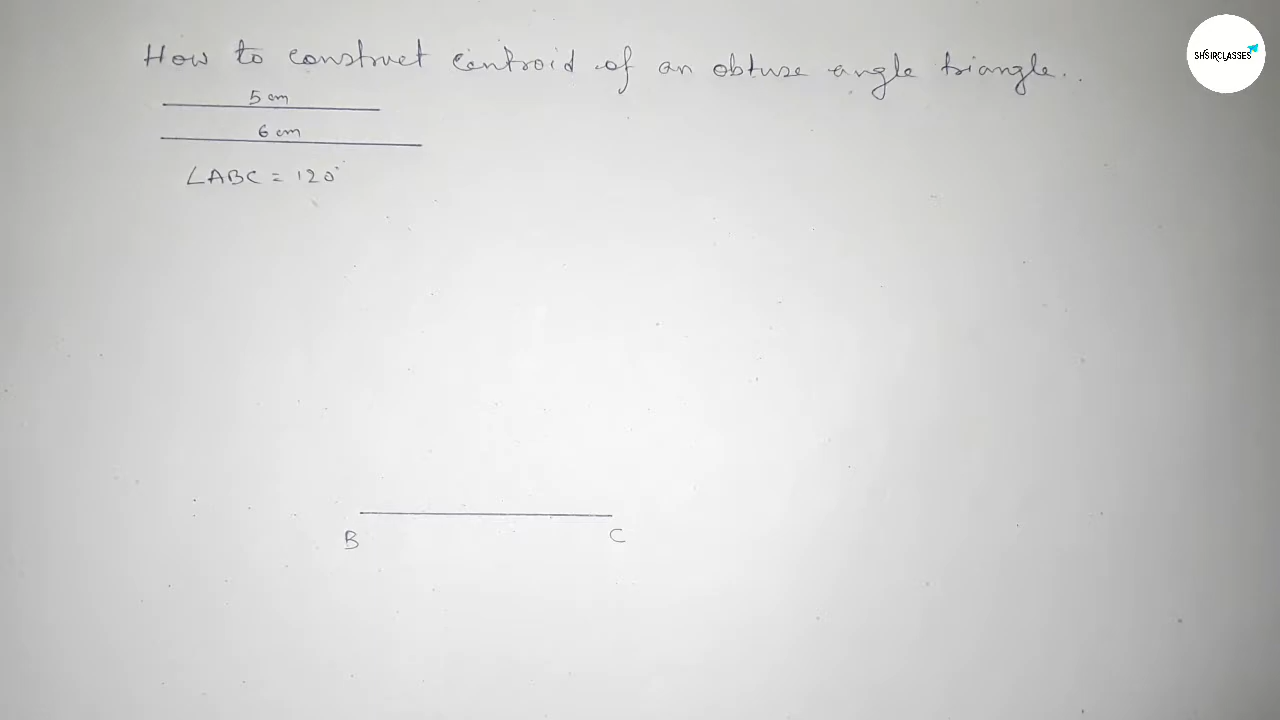 How to construct centroid of an obtuse angle triangle..
SHSIRCLASSES
5 cm
6 cm
∠ABC = 120°
B
C